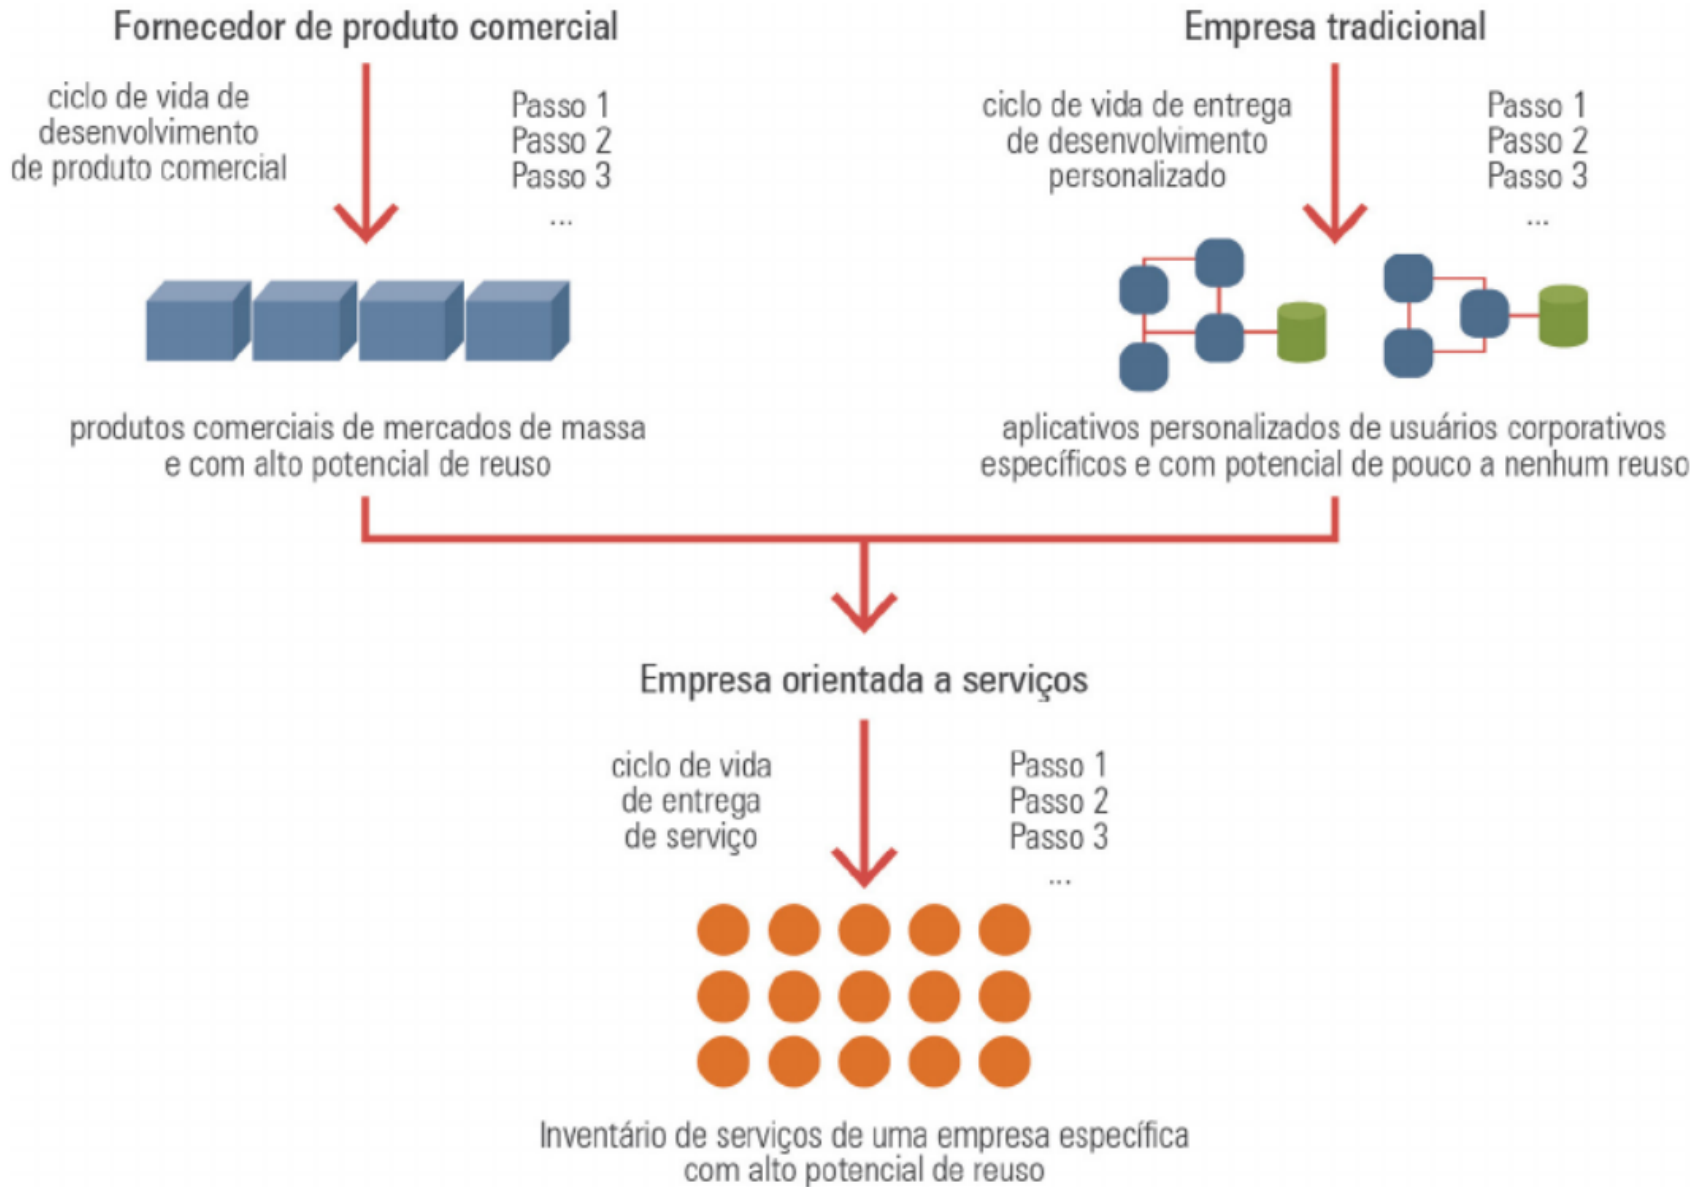 Fornecedor de produto comercial
ciclo de vida de
desenvolvimento
de produto comercial
Passo 1
Passo 2
Passo 3
...
produtos comerciais de mercados de massa
e com alto potencial de reuso
Empresa tradicional
ciclo de vida de entrega
de desenvolvimento
personalizado
Passo 1
Passo 2
Passo 3
...
aplicativos personalizados de usuários corporativos
específicos e com potencial de pouco a nenhum reuso
Empresa orientada a serviços
ciclo de vida
de entrega
de serviço
Passo 1
Passo 2
Passo 3
...
Inventário de serviços de uma empresa específica
com alto potencial de reuso